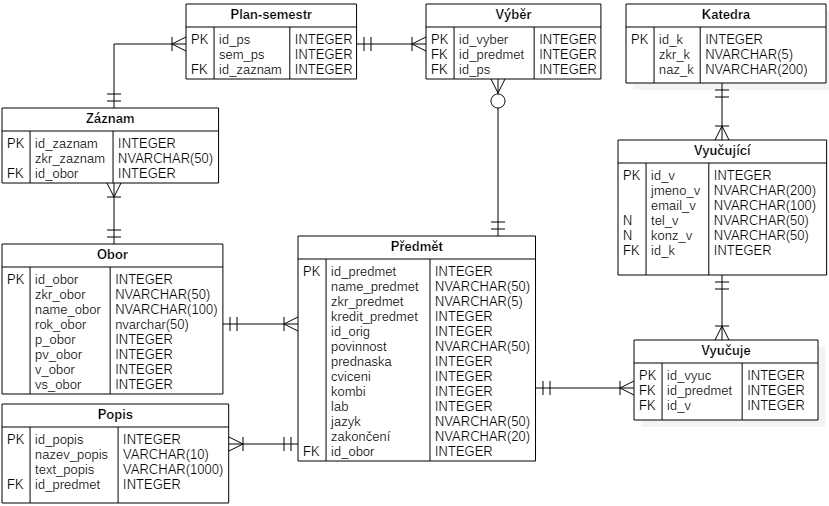 Plan-semestr
PK id_ps INTEGER
sem_ps INTEGER
FK id_zaznam INTEGER
Výběr
PK id_vyber INTEGER
FK id_predmet INTEGER
FK id_ps INTEGER
Katedra
PK id_k INTEGER
zkr_k NVARCHAR(5)
naz_k NVARCHAR(200)
Záznam
PK id_zaznam INTEGER
zkr_zaznam NVARCHAR(50)
FK id_obor INTEGER
Vyučující
PK id_v INTEGER
jmeno_v NVARCHAR(200)
email_v NVARCHAR(100)
N tel_v NVARCHAR(50)
N konz_v NVARCHAR(50)
FK id_k INTEGER
Obor
PK id_obor INTEGER
zkr_obor NVARCHAR(50)
name_obor NVARCHAR(100)
rok_obor nvarchar(50)
p_obor INTEGER
pv_obor INTEGER
v_obor INTEGER
vs_obor INTEGER
Předmět
PK id_predmet INTEGER
name_predmet NVARCHAR(50)
zkr_predmet NVARCHAR(5)
kredit_predmet INTEGER
id_orig INTEGER
povinnost NVARCHAR(50)
prednaska INTEGER
cviceni INTEGER
kombi INTEGER
lab INTEGER
jazyk NVARCHAR(50)
zakončení NVARCHAR(20)
FK id_obor INTEGER
Vyučuje
PK id_vyuc INTEGER
FK id_predmet INTEGER
FK id_v INTEGER
Popis
PK id_popis INTEGER
nazev_popis VARCHAR(10)
text_popis VARCHAR(1000)
FK id_predmet INTEGER